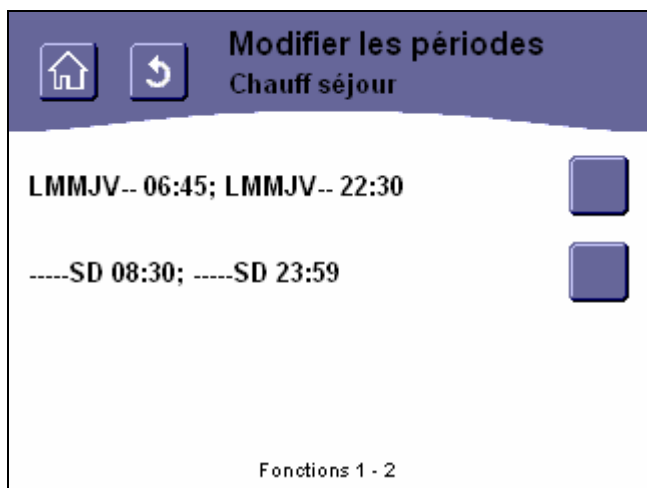 Modifier les périodes
Chauff séjour
LMMJV-- 06:45; LMMJV-- 22:30
-----SD 08:30; -----SD 23:59
Fonctions 1 - 2